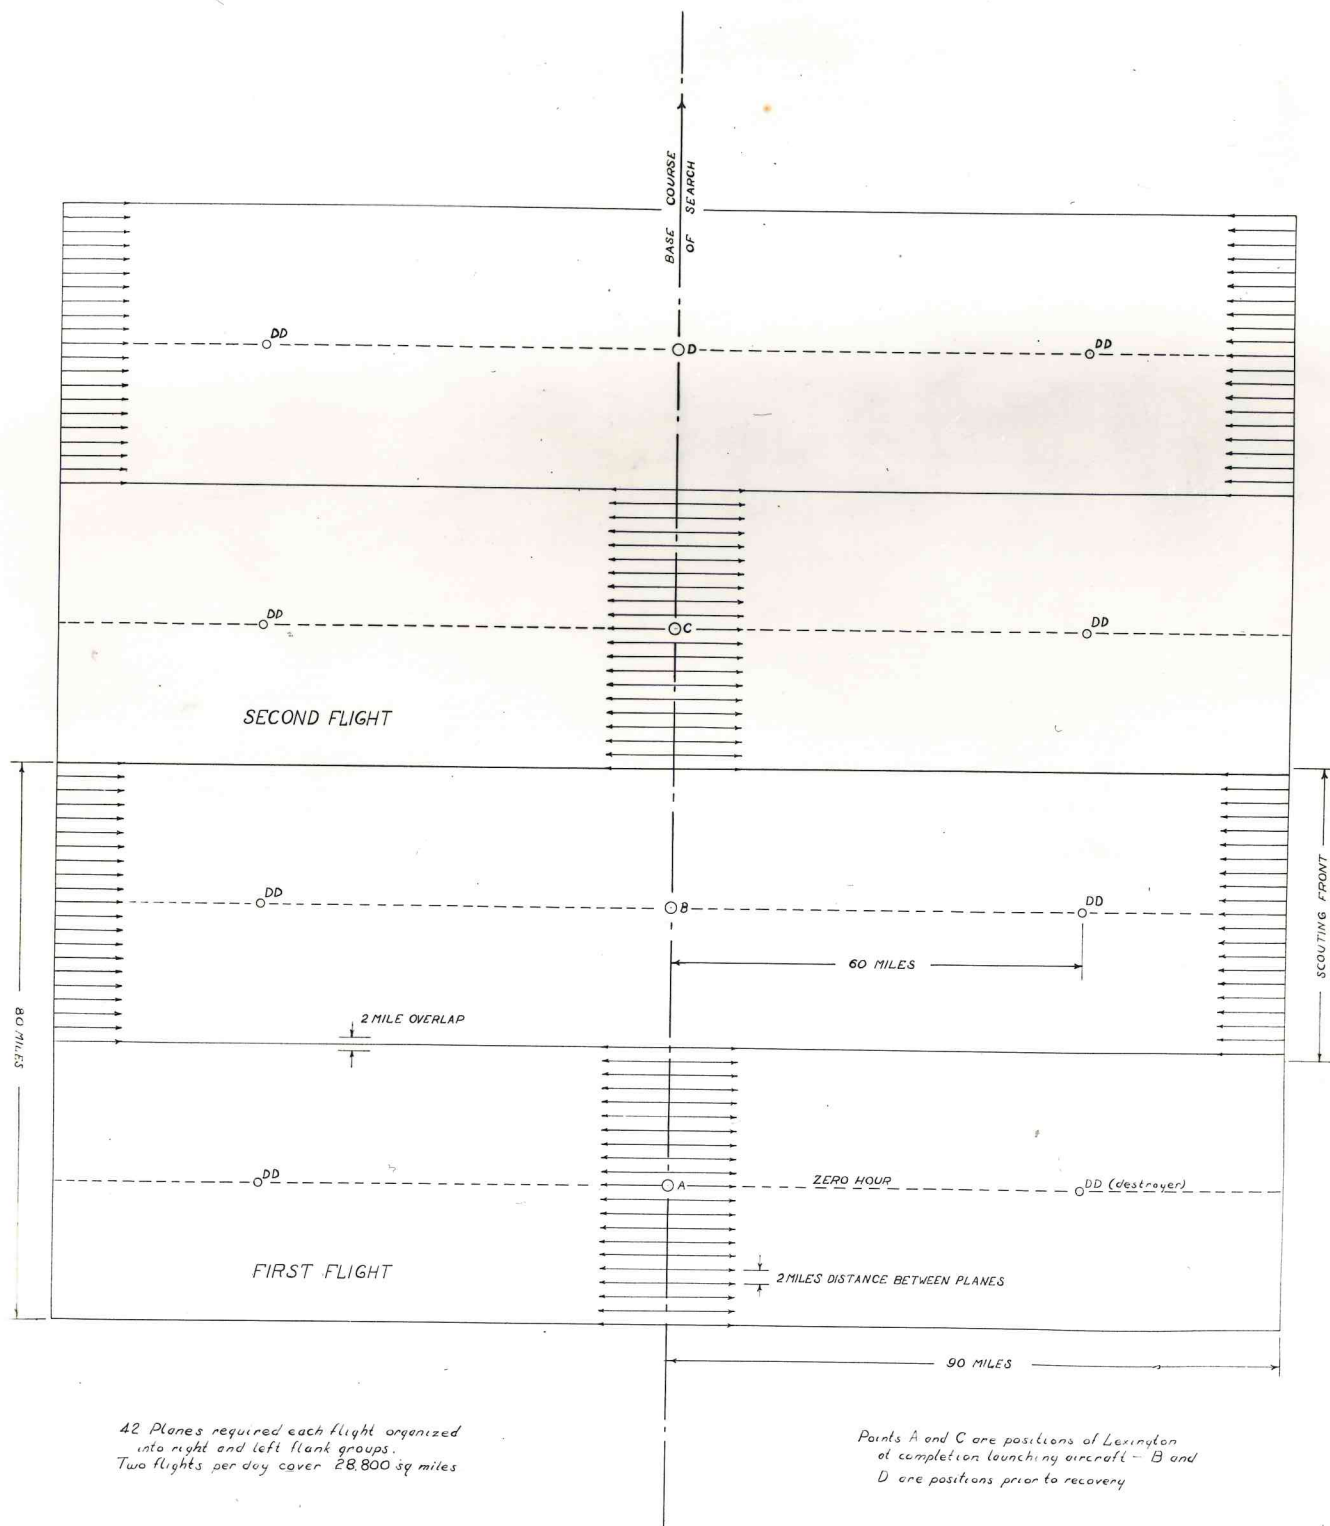 BASE COURSE
OF SEARCH
DD
D
DD
DD
C
DD
SECOND FLIGHT
DD
B
DD
60 MILES
SCOUTING FRONT
80 MILES
2 MILE OVERLAP
DD
A
ZERO HOUR
DD (destroyer)
FIRST FLIGHT
2 MILES DISTANCE BETWEEN PLANES
90 MILES
42 Planes required each flight organized
into right and left flank groups.
Two flights per day cover 28,800 sq miles
Points A and C are positions of Lexington
at completion launching aircraft - B and
D are positions prior to recovery